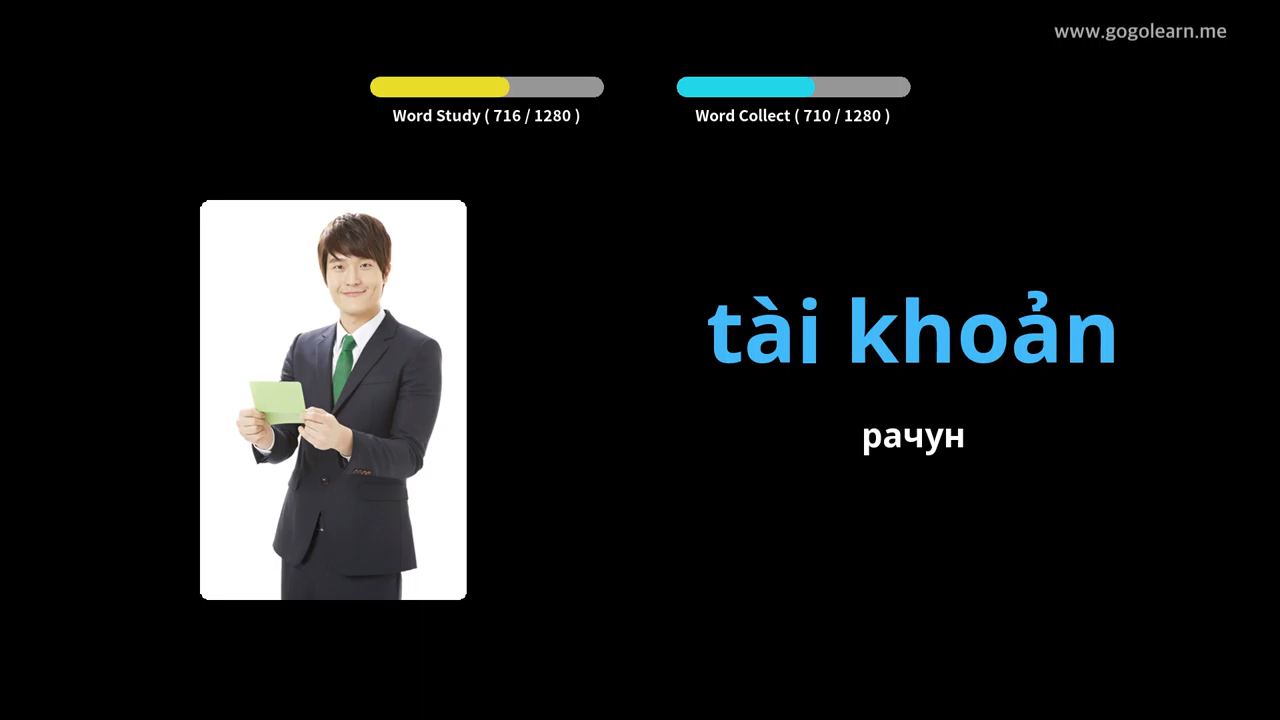 www.gogolearn.me
Word Study ( 716 / 1280 )
Word Collect ( 710 / 1280 )
tài khoản
рачун